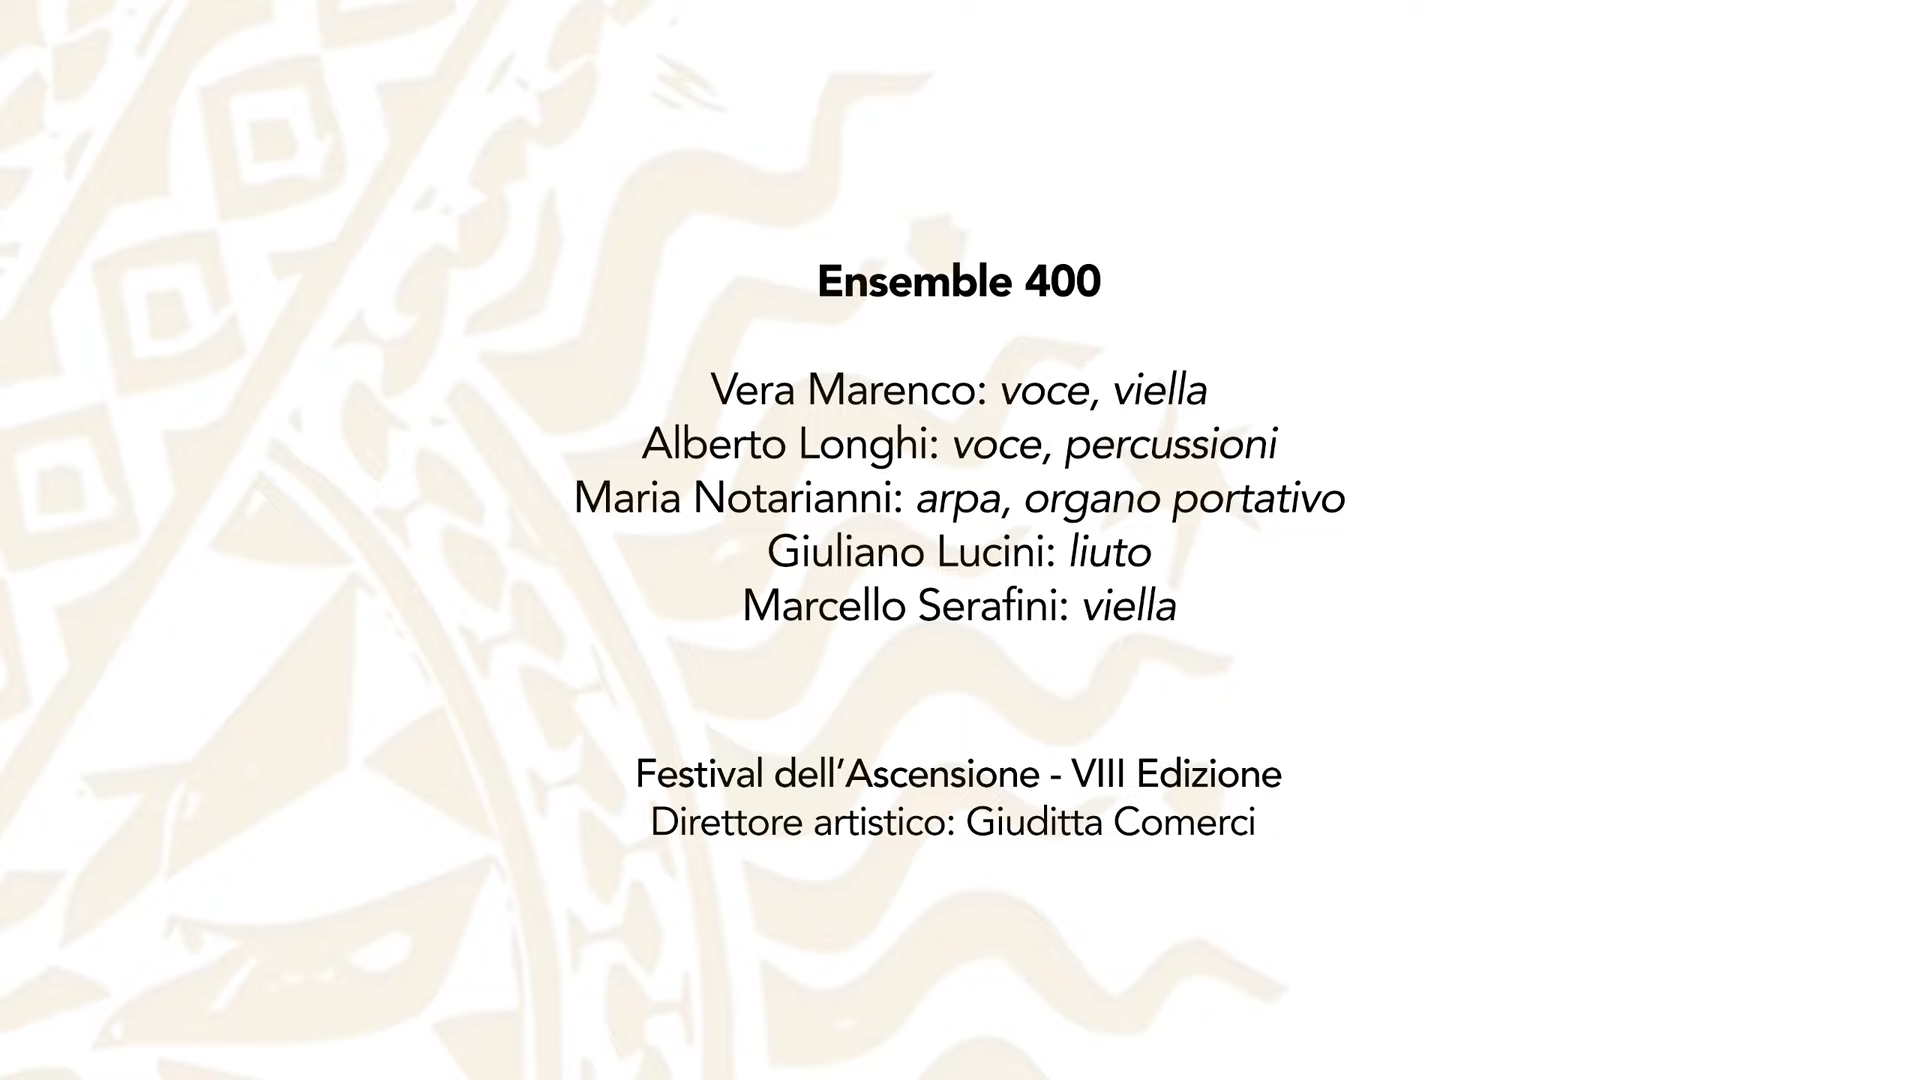 Ensemble 400
Vera Marenco: voce, viella
Alberto Longhi: voce, percussioni
Maria Notarianni: arpa, organo portativo
Giuliano Lucini: liuto
Marcello Serafini: viella
Festival dell’Ascensione - VIII Edizione
Direttore artistico: Giuditta Comerci